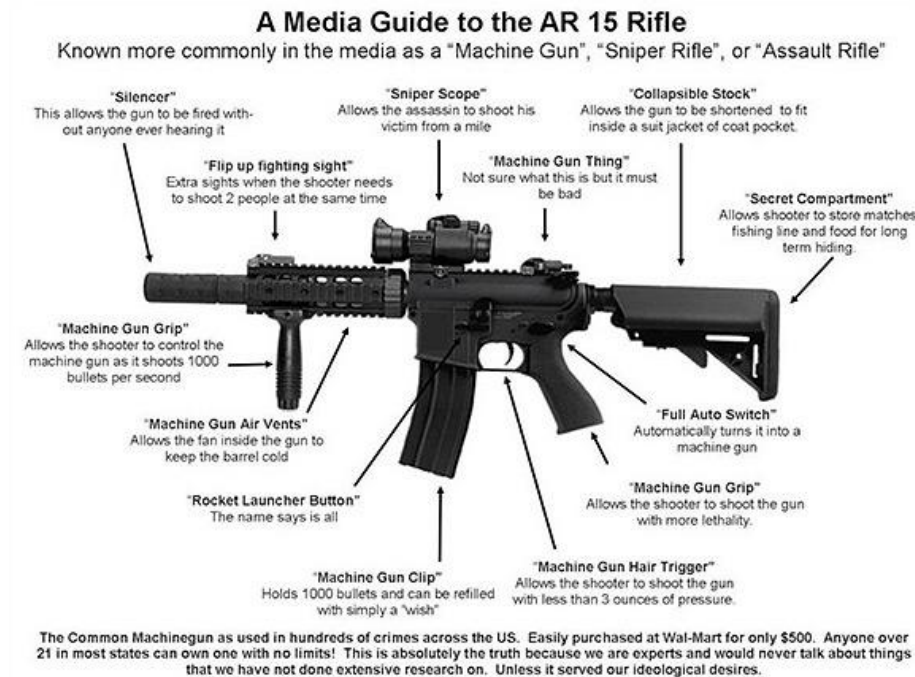 A Media Guide to the AR 15 Rifle
Known more commonly in the media as a “Machine Gun”, “Sniper Rifle”, or “Assault Rifle”
“Silencer”
This allows the gun to be fired with-
out anyone ever hearing it
“Sniper Scope”
Allows the assassin to shoot his
victim from a mile
“Collapsible Stock”
Allows the gun to be shortened to fit
inside a suit jacket of coat pocket.
“Flip up fighting sight”
Extra sights when the shooter needs
to shoot 2 people at the same time
“Machine Gun Thing”
Not sure what this is but it must
be bad
“Secret Compartment”
Allows shooter to store matches
fishing line and food for long
term hiding.
“Machine Gun Grip”
Allows the shooter to control the
machine gun as it shoots 1000
bullets per second
“Machine Gun Air Vents”
Allows the fan inside the gun to
keep the barrel cold
“Full Auto Switch”
Automatically turns it into a
machine gun
“Rocket Launcher Button”
The name says is all
“Machine Gun Grip”
Allows the shooter to shoot the gun
with more lethality.
“Machine Gun Clip”
Holds 1000 bullets and can be refilled
with simply a “wish”
“Machine Gun Hair Trigger”
Allows the shooter to shoot the gun
with less than 3 ounces of pressure.
The Common Machinegun as used in hundreds of crimes across the US. Easily purchased at Wal-Mart for only $500. Anyone over
21 in most states can own one with no limits! This is absolutely the truth because we are experts and would never talk about things
that we have not done extensive research on. Unless it served our ideological desires.